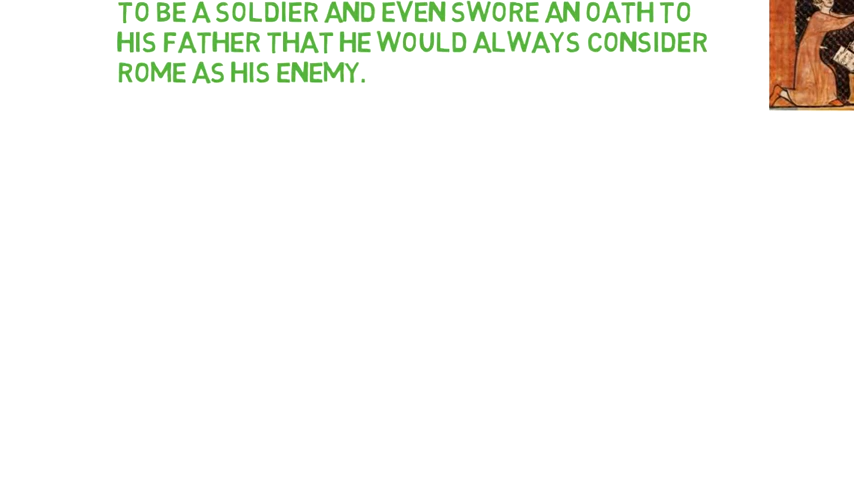 TO BE A SOLDIER AND EVEN SWORE AN OATH TO
HIS FATHER THAT HE WOULD ALWAYS CONSIDER
ROME AS HIS ENEMY.